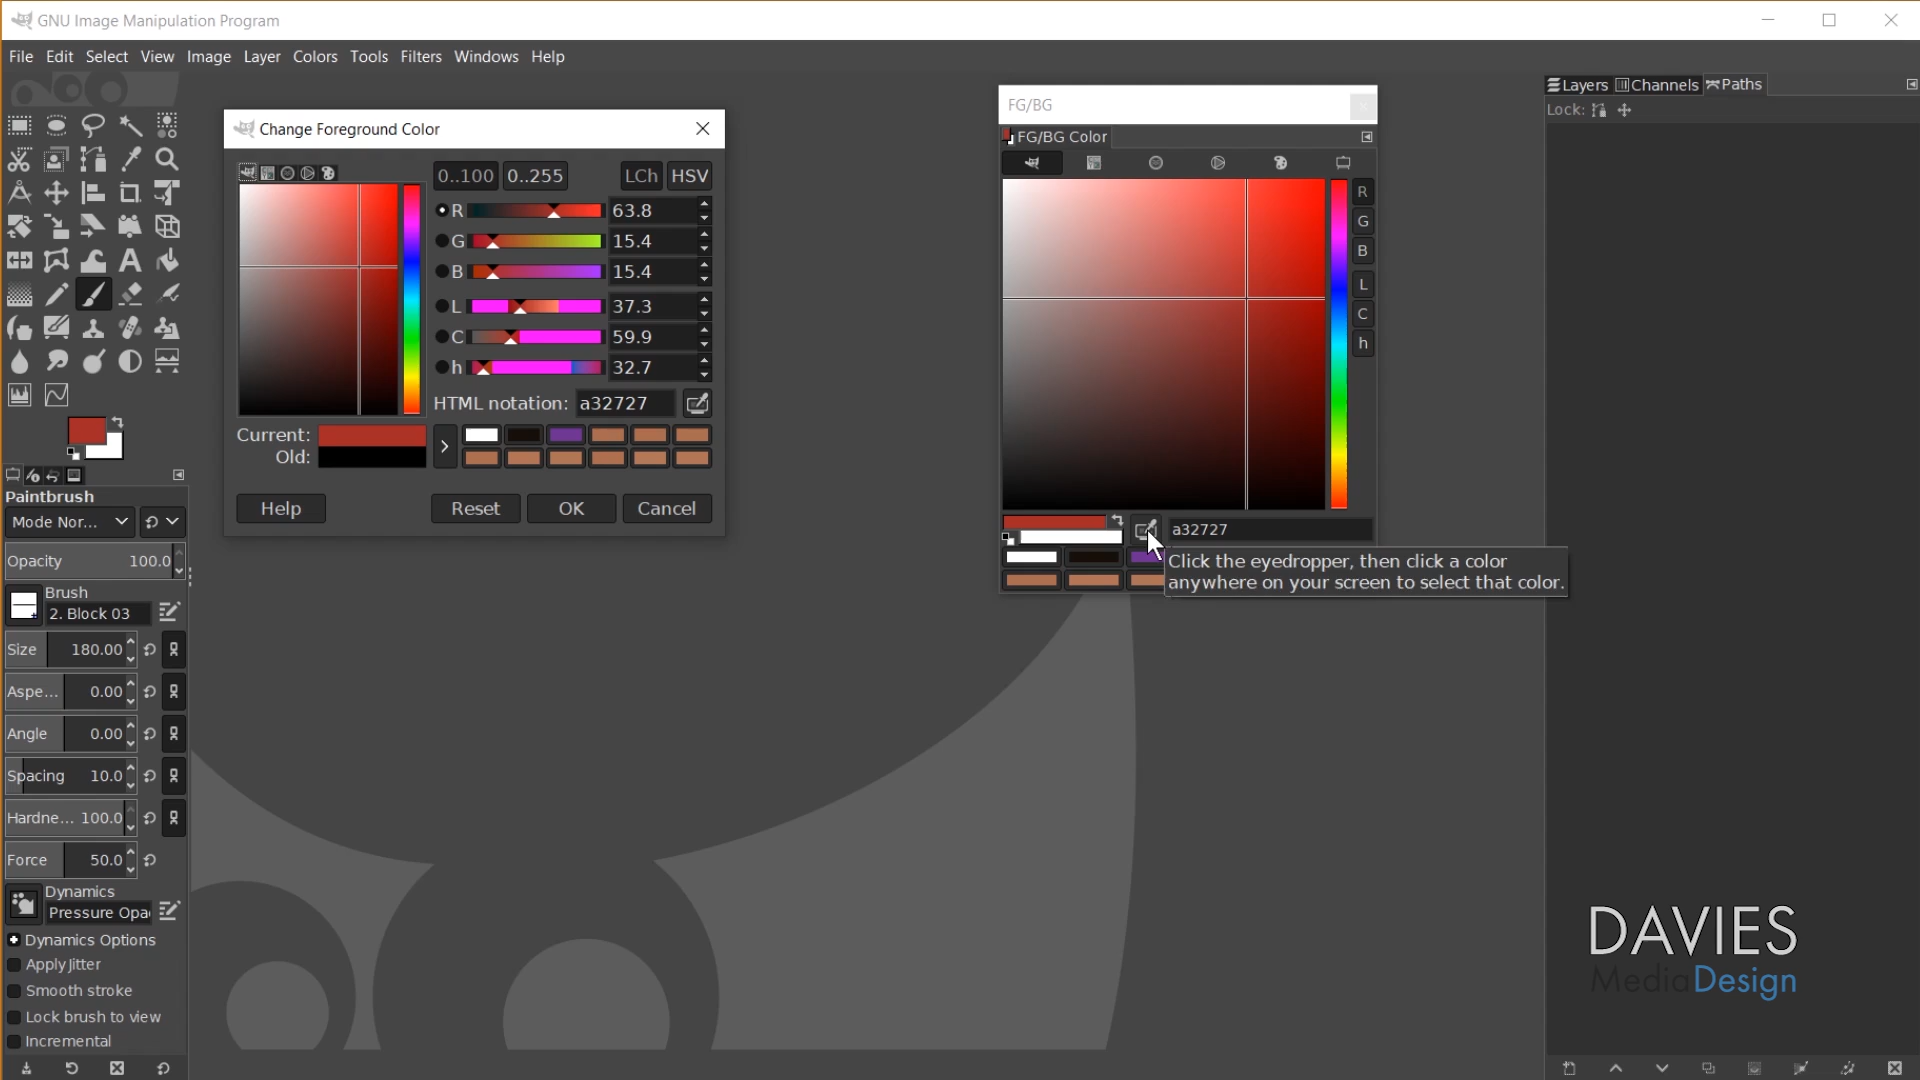 GNU Image Manipulation Program
File Edit Select View Image Layer Colors Tools Filters Windows Help
Change Foreground Color
0..100 0..255 LCh HSV
R 63.8
G 15.4
B 15.4
L 37.3
C 59.9
h 32.7
HTML notation: a32727
Current:
Old:
Help Reset OK Cancel
FG/BG
FG/BG Color
R
G
B
L
C
h
a32727
Click the eyedropper, then click a color
anywhere on your screen to select that color.
Layers Channels Paths
Lock:
Paintbrush
Mode Nor...
Opacity 100.0
Brush
2. Block 03
Size 180.00
Aspe... 0.00
Angle 0.00
Spacing 10.0
Hardne... 100.0
Force 50.0
Dynamics
Pressure Opa
Dynamics Options
Apply Jitter
Smooth stroke
Lock brush to view
Incremental
DAVIES
MediaDesign